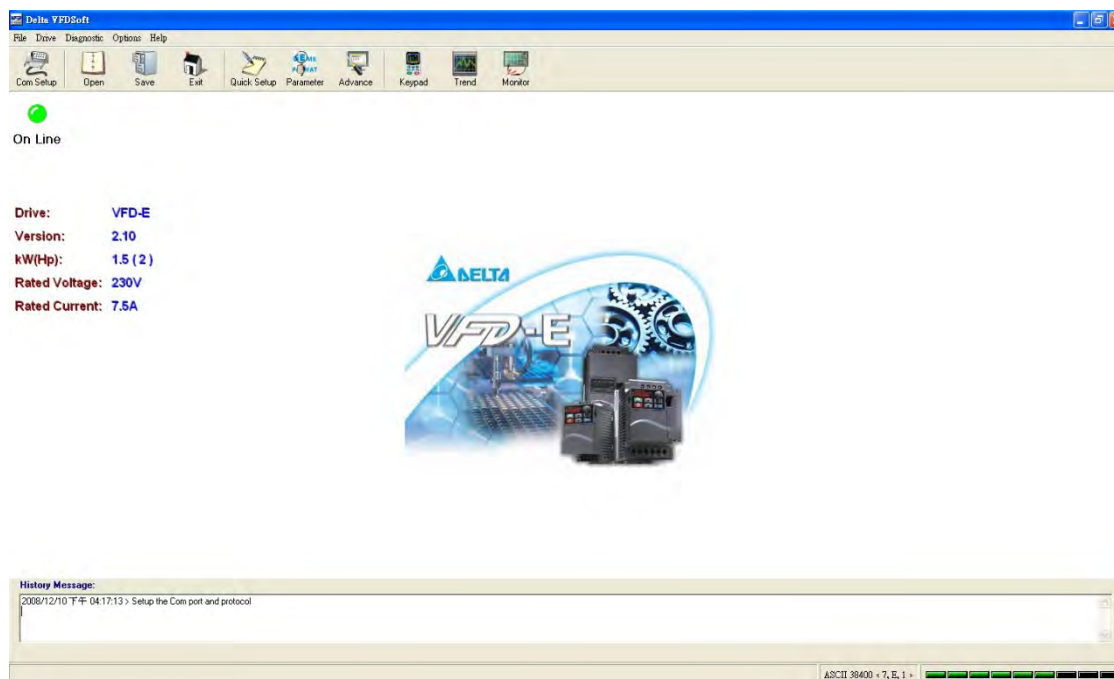 Delta VFDSoft
File Drive Diagnostic Options Help
Com Setup Open Save Exit Quick Setup Parameter Advance Keypad Trend Monitor
On Line
Drive: VFD-E
Version: 2.10
kW(Hp): 1.5 ( 2 )
Rated Voltage: 230V
Rated Current: 7.5A
DELTA
VFD-E
History Message:
2008/12/10 下午 04:17:13 > Setup the Com port and protocol
ASCII 38400 < 7, E, 1 >